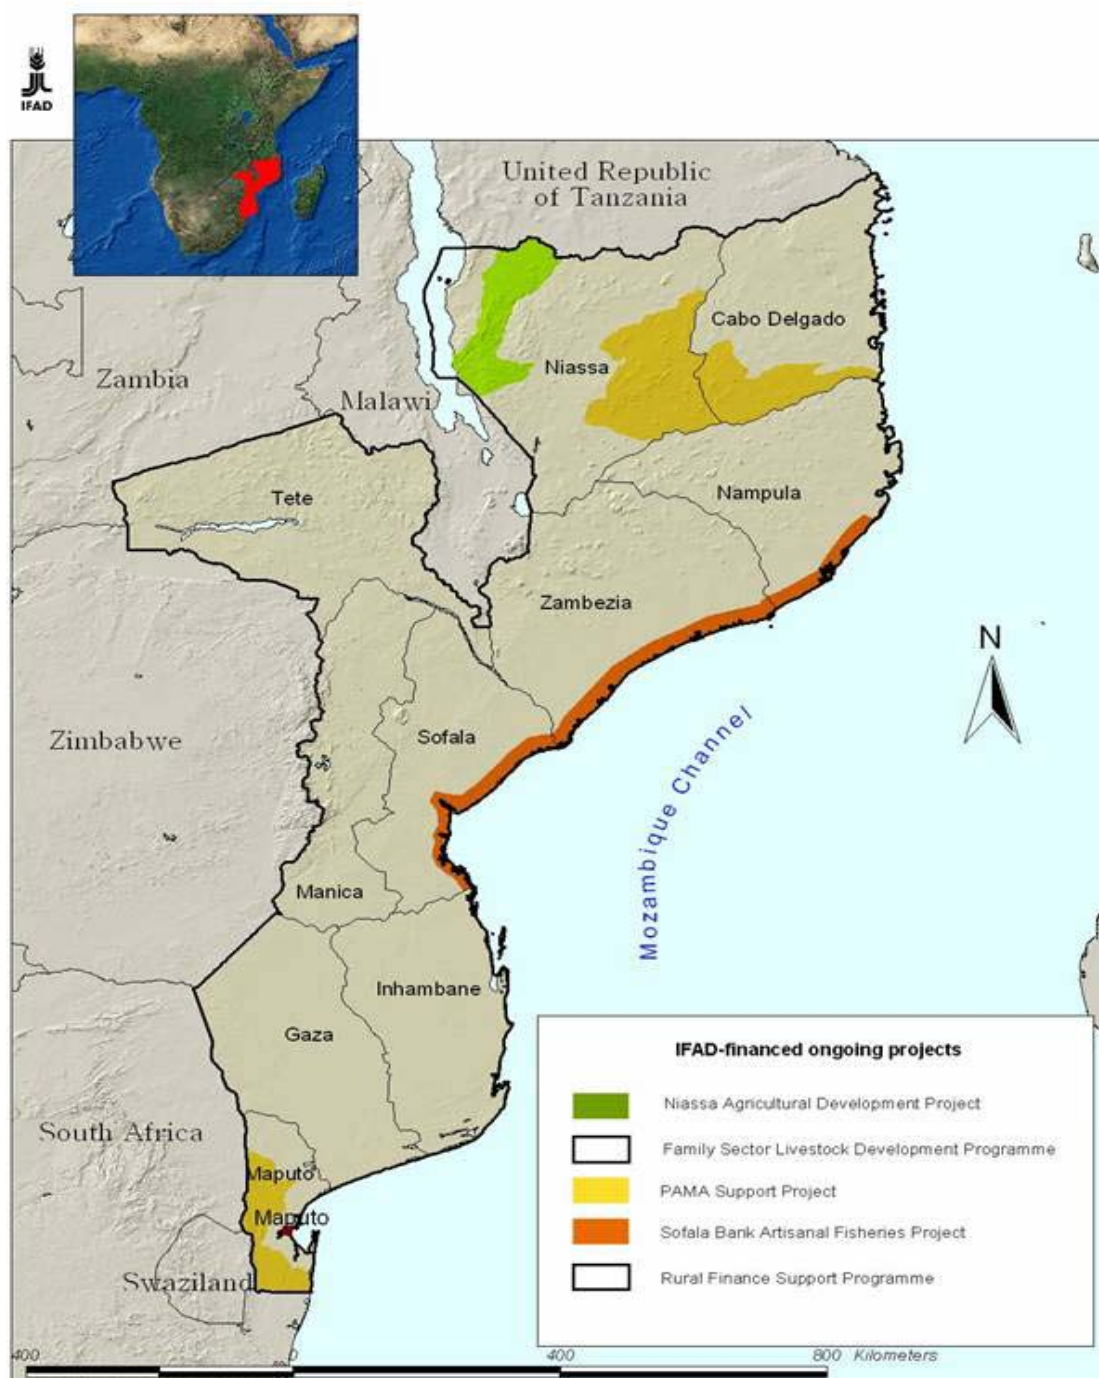 IFAD
United Republic
of Tanzania
Cabo Delgado
Niassa
Zambia
Malawi
Tete
Nampula
Zambezia
N
Zimbabwe
Sofala
Mozambique Channel
Manica
Inhambane
Gaza
South Africa
Maputo
Maputo
Swaziland
IFAD-financed ongoing projects
Niassa Agricultural Development Project
Family Sector Livestock Development Programme
PAMA Support Project
Sofala Bank Artisanal Fisheries Project
Rural Finance Support Programme
400 0 400 800 Kilometers